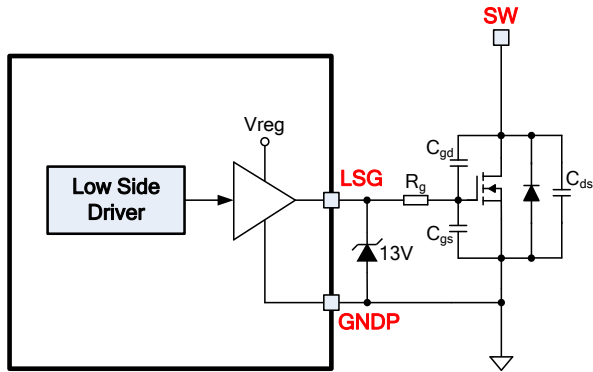 SW
Vreg
Low Side
Driver
LSG
Rg
Cgd
Cgs
Cds
13V
GNDP